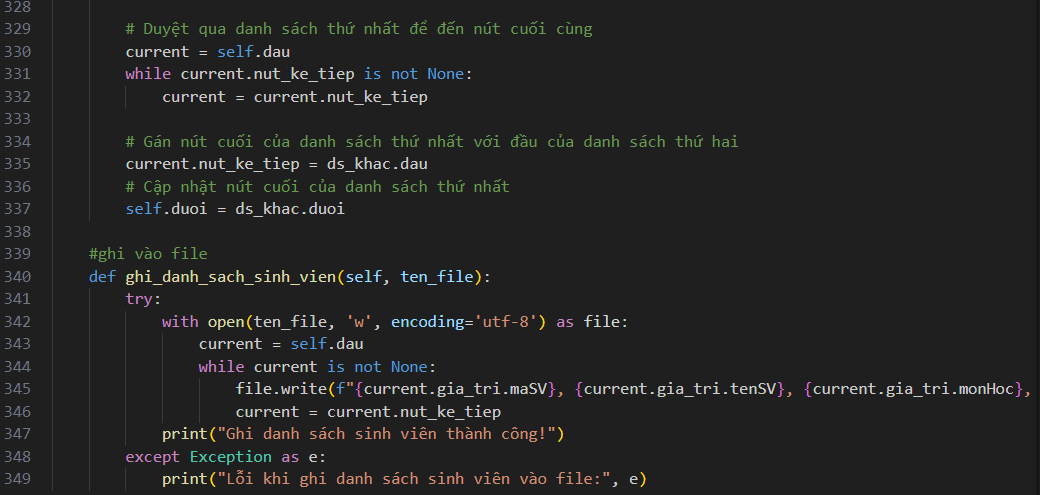 328
329 # Duyệt qua danh sách thứ nhất để đến nút cuối cùng
330 current = self.dau
331 while current.nut_ke_tiep is not None:
332 current = current.nut_ke_tiep
333
334 # Gán nút cuối của danh sách thứ nhất với đầu của danh sách thứ hai
335 current.nut_ke_tiep = ds_khac.dau
336 # Cập nhật nút cuối của danh sách thứ nhất
337 self.duoi = ds_khac.duoi
338
339 #ghi vào file
340 def ghi_danh_sach_sinh_vien(self, ten_file):
341 try:
342 with open(ten_file, 'w', encoding='utf-8') as file:
343 current = self.dau
344 while current is not None:
345 file.write(f"{current.gia_tri.maSV}, {current.gia_tri.tenSV}, {current.gia_tri.monHoc},
346 current = current.nut_ke_tiep
347 print("Ghi danh sách sinh viên thành công!")
348 except Exception as e:
349 print("Lỗi khi ghi danh sách sinh viên vào file:", e)